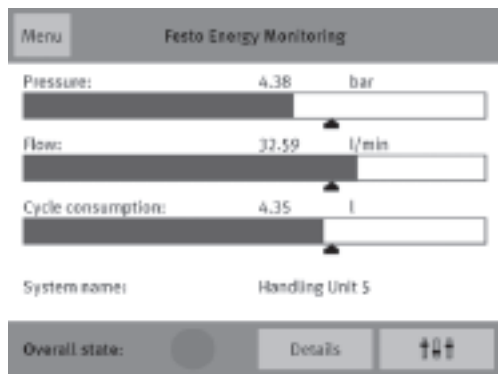 Menu Festo Energy Monitoring
Pressure: 4.38 bar
Flow: 32.59 l/min
Cycle consumption: 4.35 l
System name: Handling Unit 5
Overall state: Details